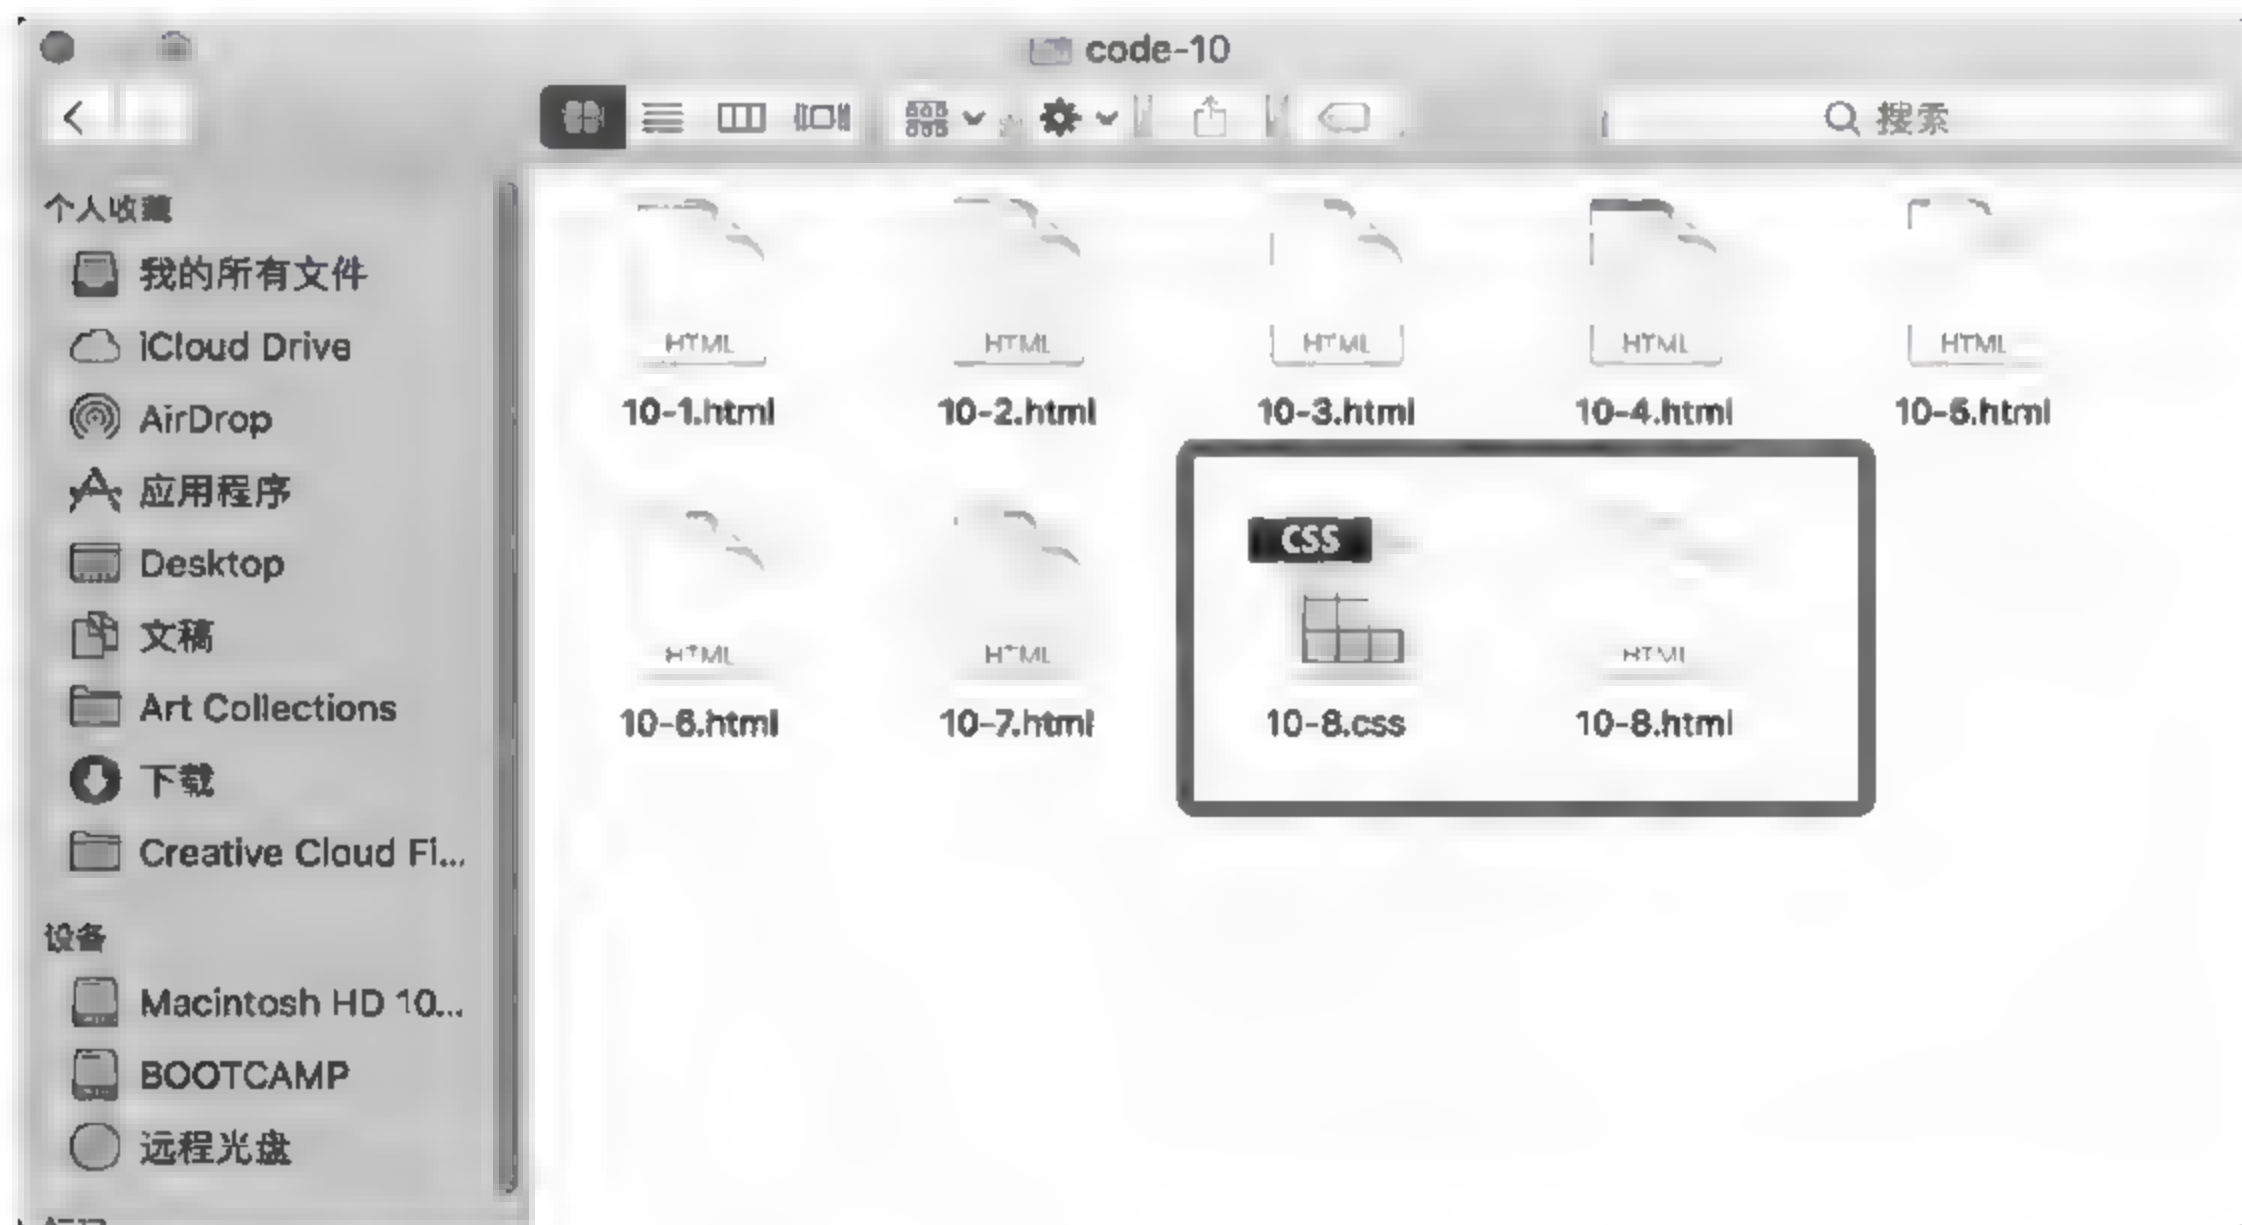 code-10
搜索
个人收藏
我的所有文件
iCloud Drive
AirDrop
应用程序
Desktop
文稿
Art Collections
下载
Creative Cloud Fi...
设备
Macintosh HD 10...
BOOTCAMP
远程光盘
HTML HTML HTML HTML HTML
10-1.html 10-2.html 10-3.html 10-4.html 10-5.html
CSS
HTML HTML HTML
10-6.html 10-7.html 10-8.css 10-8.html